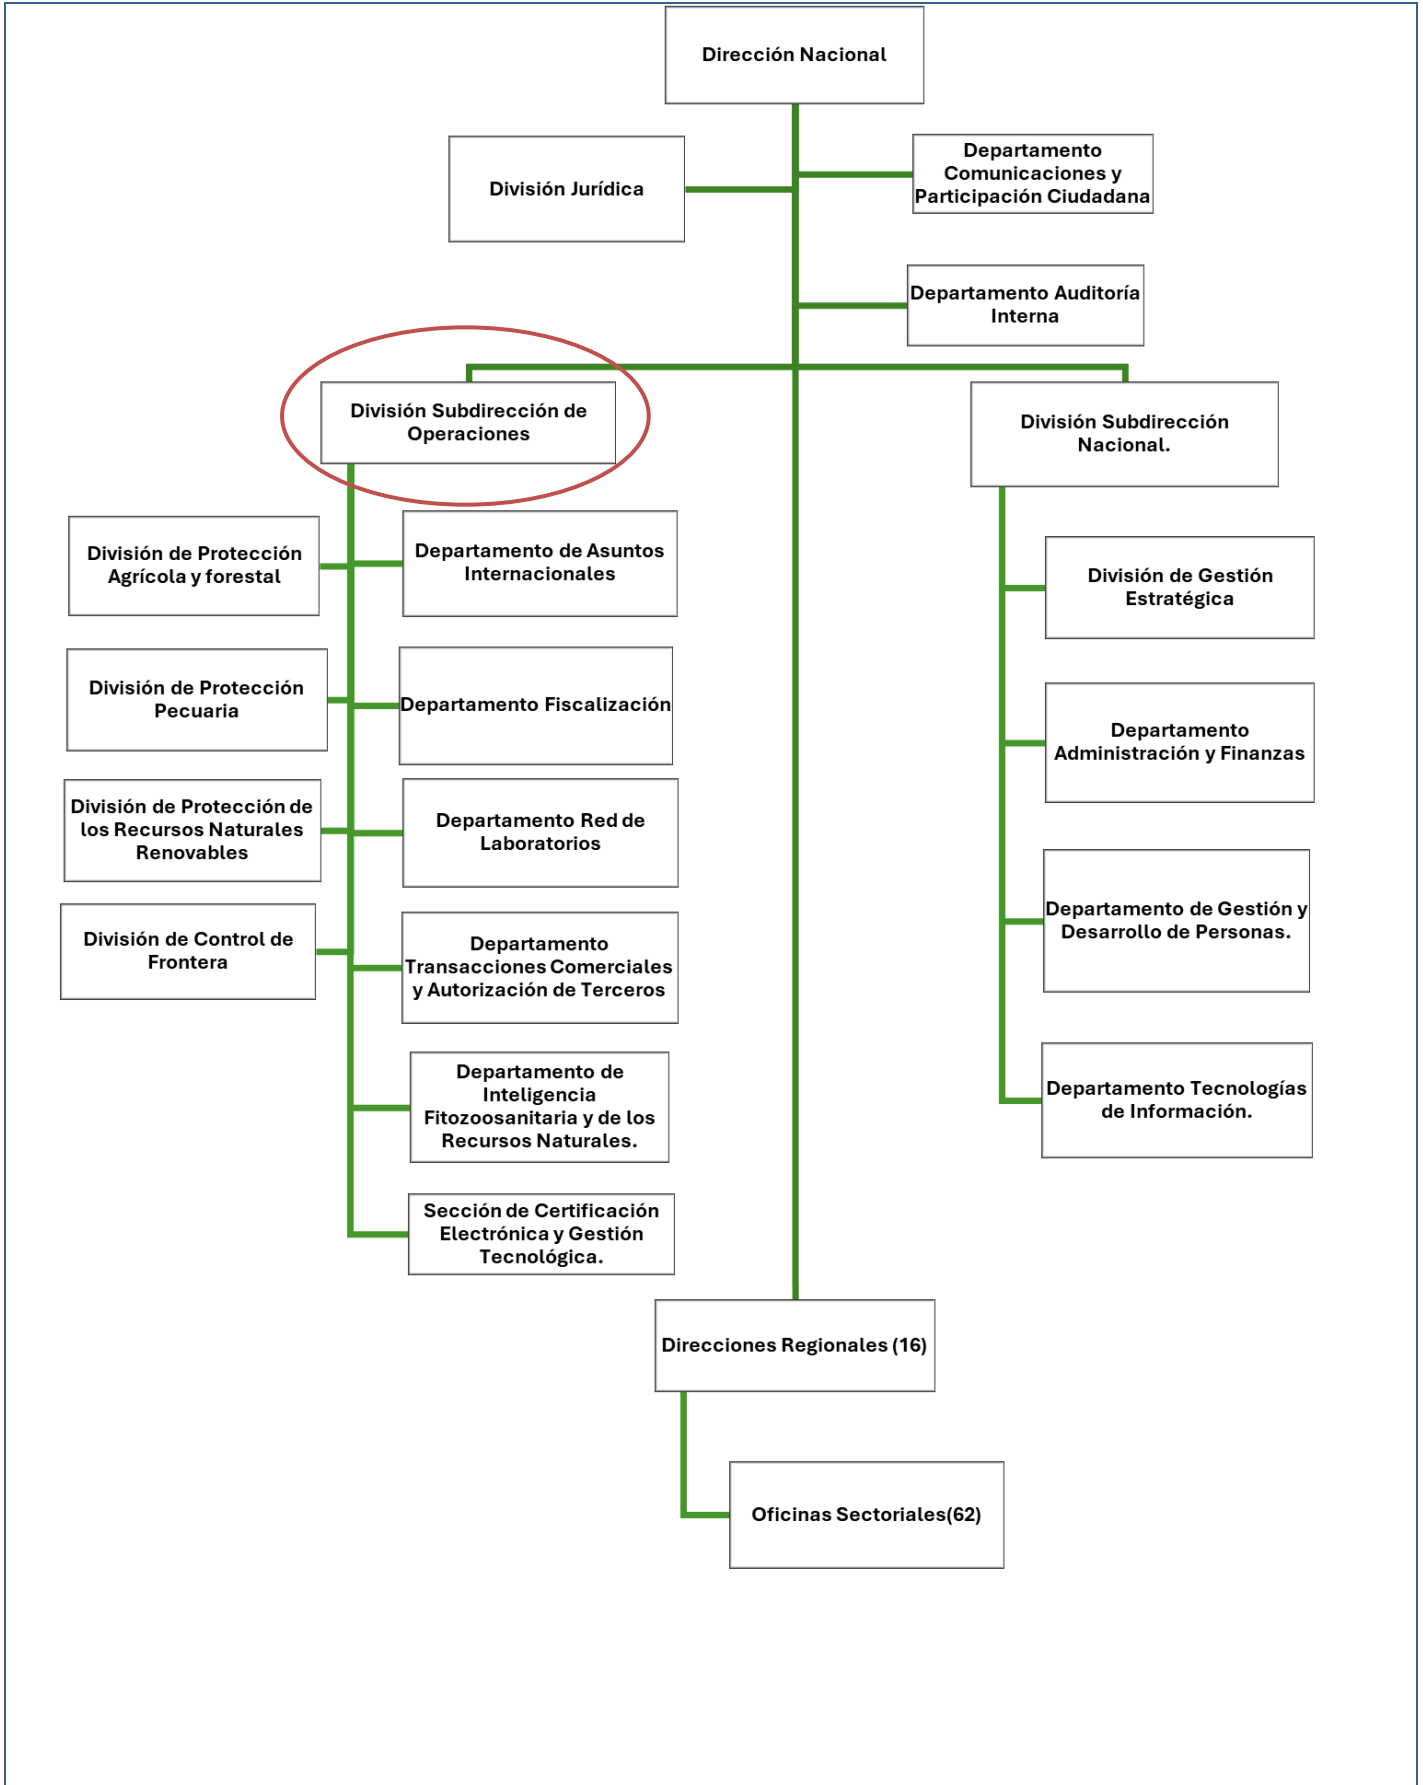 Dirección Nacional
División Jurídica
Departamento
Comunicaciones y
Participación Ciudadana
Departamento Auditoría
Interna
División Subdirección de
Operaciones
División Subdirección
Nacional.
División de Protección
Agrícola y forestal
Departamento de Asuntos
Internacionales
División de Protección
Pecuaria
Departamento Fiscalización
División de Protección de
los Recursos Naturales
Renovables
Departamento Red de
Laboratorios
División de Control de
Frontera
Departamento
Transacciones Comerciales
y Autorización de Terceros
Departamento de
Inteligencia
Fitozoosanitaria y de los
Recursos Naturales.
Sección de Certificación
Electrónica y Gestión
Tecnológica.
División de Gestión
Estratégica
Departamento
Administración y Finanzas
Departamento de Gestión y
Desarrollo de Personas.
Departamento Tecnologías
de Información.
Direcciones Regionales (16)
Oficinas Sectoriales(62)